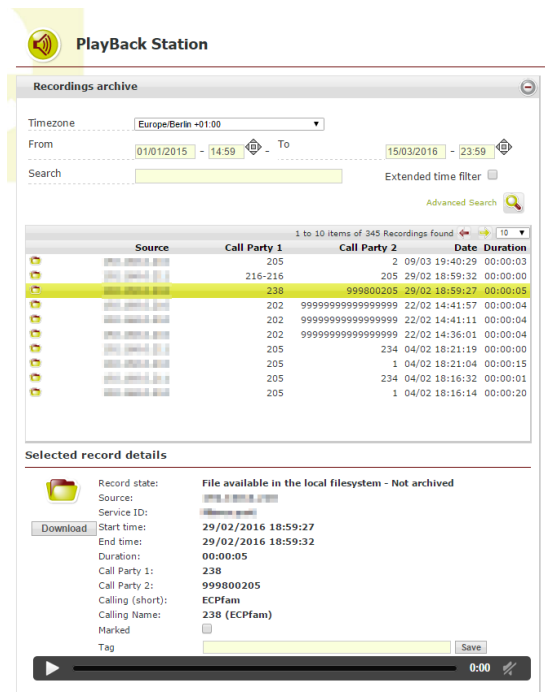 PlayBack Station
Recordings archive
Timezone Europe/Berlin +01:00
From 01/01/2015 - 14:59 - To 15/03/2016 - 23:59
Search Extended time filter
Advanced Search
1 to 10 items of 345 Recordings found 10
Source Call Party 1 Call Party 2 Date Duration
205 2 09/03 19:40:29 00:00:03
216-216 205 29/02 18:59:32 00:00:00
238 999800205 29/02 18:59:27 00:00:05
202 99999999999999999 22/02 14:41:57 00:00:04
202 99999999999999999 22/02 14:41:11 00:00:04
202 99999999999999999 22/02 14:36:01 00:00:04
205 234 04/02 18:21:19 00:00:00
205 1 04/02 18:21:04 00:00:15
205 234 04/02 18:16:32 00:00:01
205 1 04/02 18:16:14 00:00:20
Selected record details
Record state: File available in the local filesystem - Not archived
Source:
Service ID:
Download Start time: 29/02/2016 18:59:27
End time: 29/02/2016 18:59:32
Duration: 00:00:05
Call Party 1: 238
Call Party 2: 999800205
Calling (short): ECPfam
Calling Name: 238 (ECPfam)
Marked
Tag Save
0:00